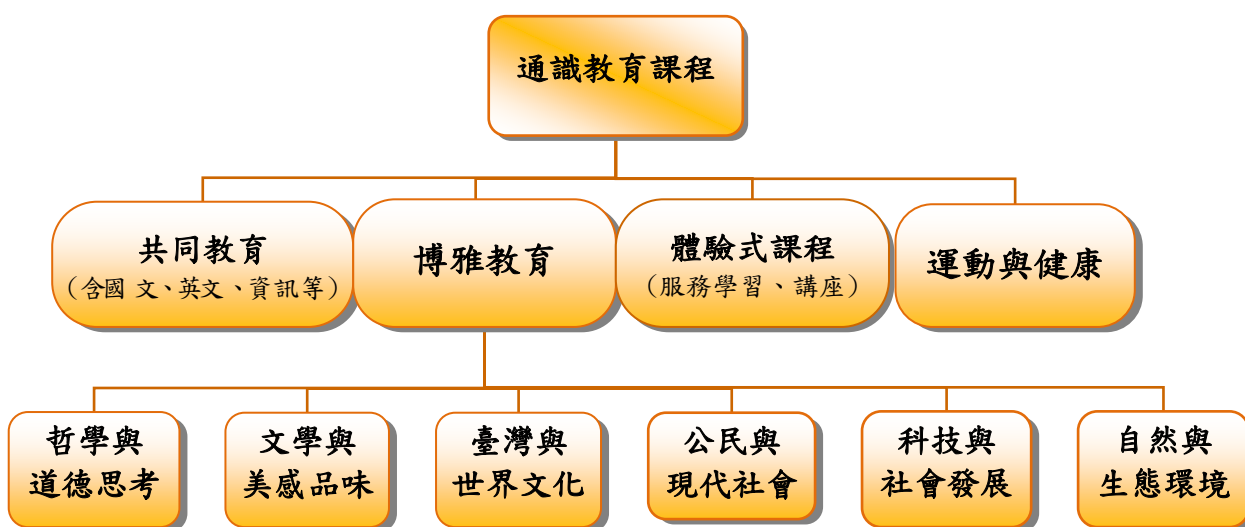 通識教育課程
共同教育
（含國 文、英文、資訊等）
博雅教育
體驗式課程
（服務學習、講座）
運動與健康
哲學與
道德思考
文學與
美感品味
臺灣與
世界文化
公民與
現代社會
科技與
社會發展
自然與
生態環境